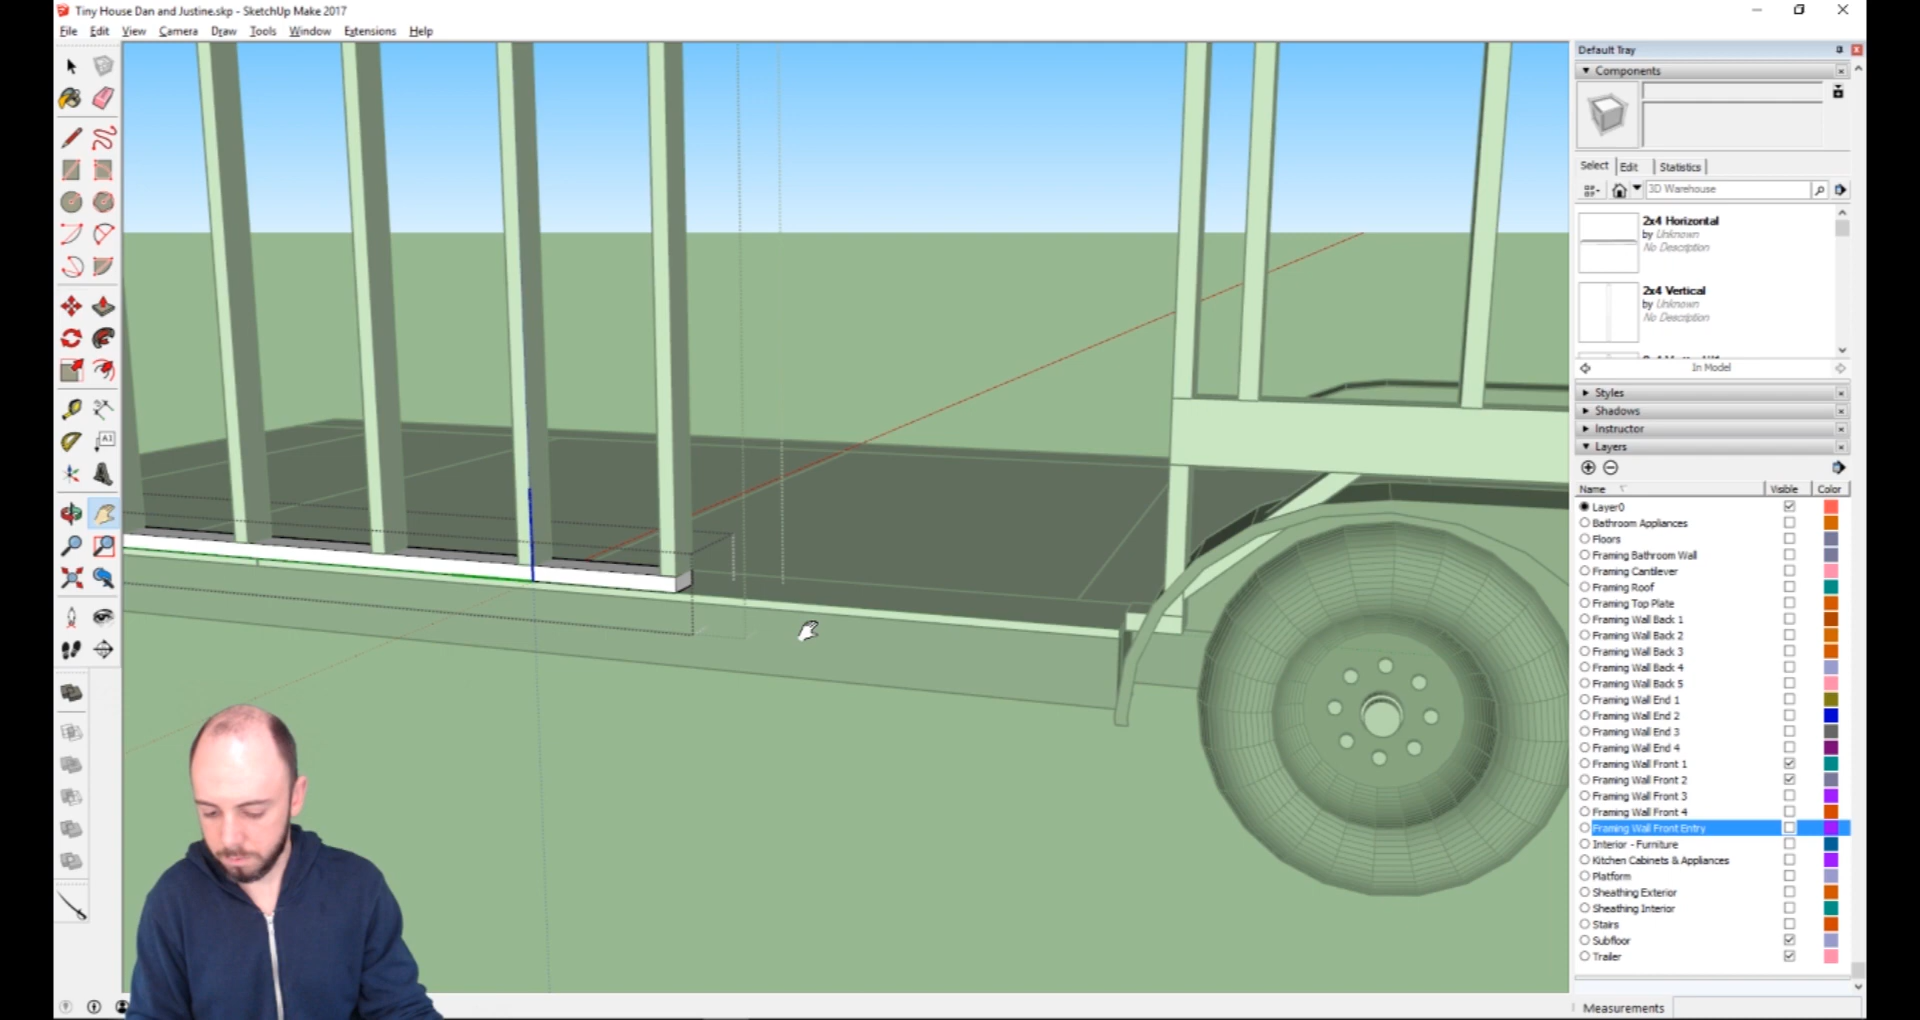 Tiny House Dan and Justine.skp - SketchUp Make 2017
File Edit View Camera Draw Tools Window Extensions Help
Default Tray
Components
Select Edit Statistics
3D Warehouse
2x4 Horizontal
by Unknown
No Description
2x4 Vertical
by Unknown
No Description
In Model
Styles
Shadows
Instructor
Layers
Name Visible Color
Layer0
Bathroom Appliances
Floors
Framing Bathroom Wall
Framing Cantilever
Framing Roof
Framing Top Plate
Framing Wall Back 1
Framing Wall Back 2
Framing Wall Back 3
Framing Wall Back 4
Framing Wall Back 5
Framing Wall End 1
Framing Wall End 2
Framing Wall End 3
Framing Wall End 4
Framing Wall Front 1
Framing Wall Front 2
Framing Wall Front 3
Framing Wall Front 4
Framing Wall Front Entry
Interior - Furniture
Kitchen Cabinets & Appliances
Platform
Sheathing Exterior
Sheathing Interior
Stairs
Subfloor
Trailer
Measurements